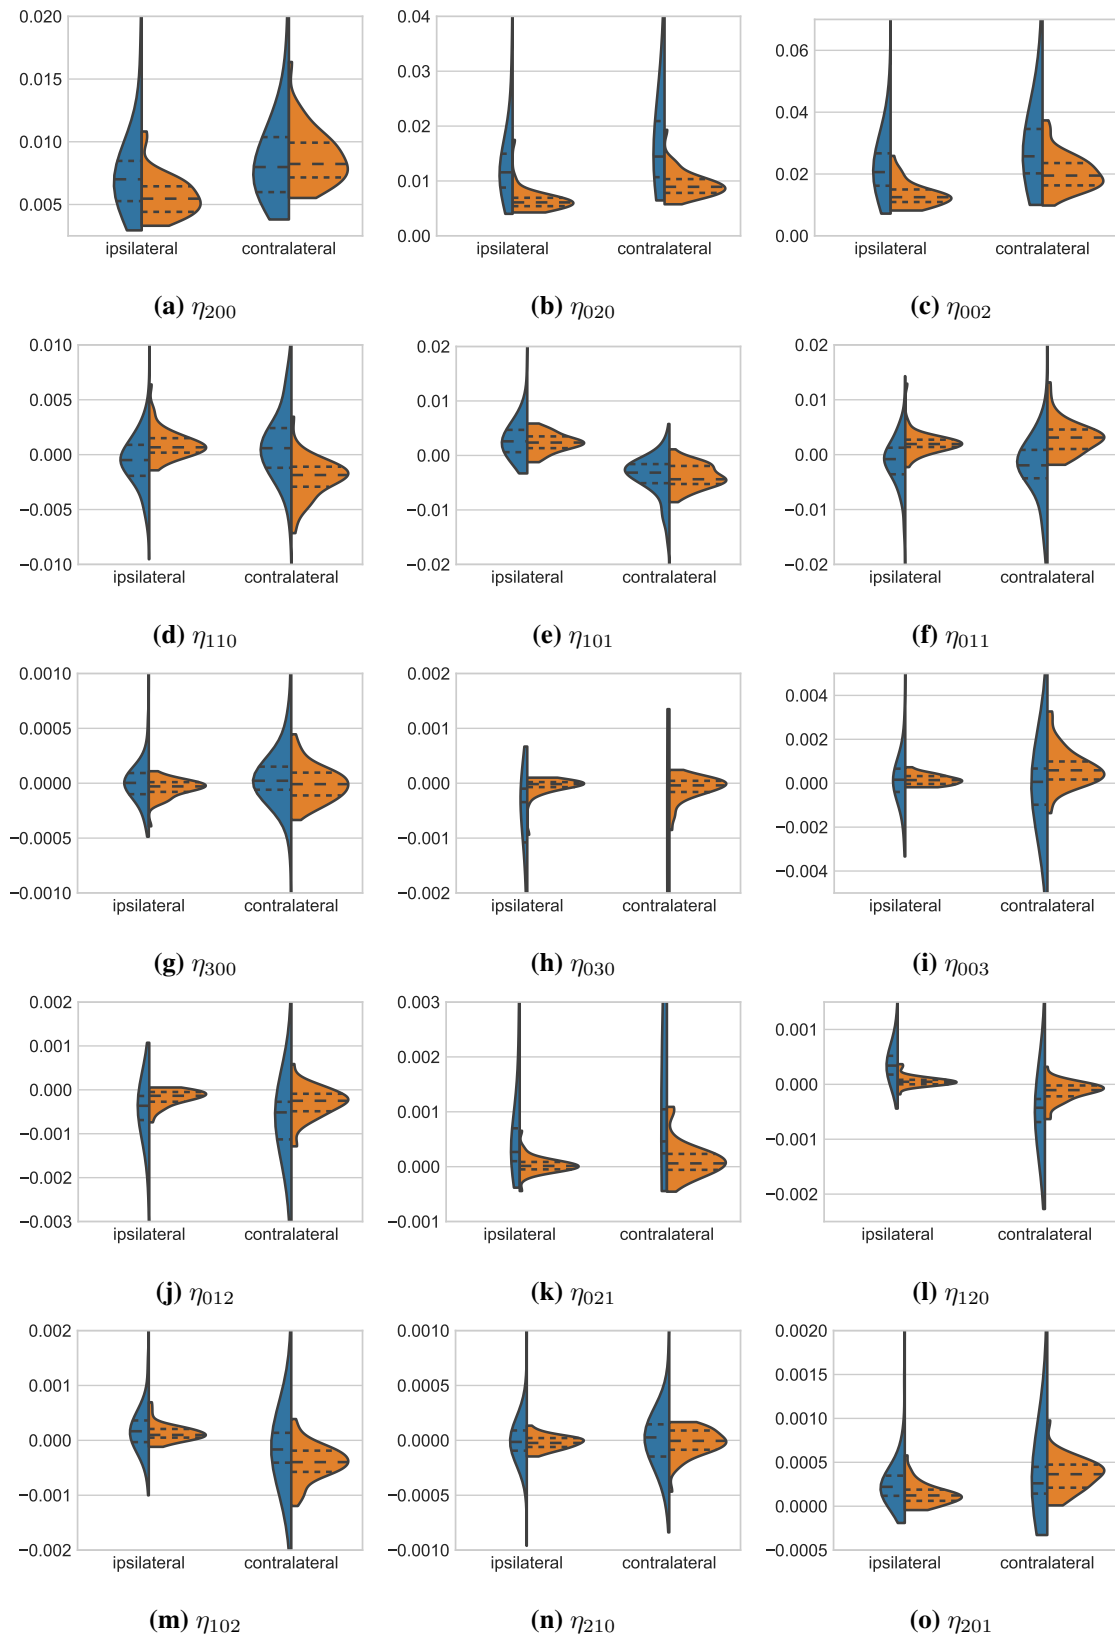 0.020
0.015
0.010
0.005
ipsilateral contralateral
(a) η200
0.04
0.03
0.02
0.01
0.00
ipsilateral contralateral
(b) η020
0.06
0.04
0.02
0.00
ipsilateral contralateral
(c) η002
0.010
0.005
0.000
−0.005
−0.010
ipsilateral contralateral
(d) η110
0.02
0.01
0.00
−0.01
−0.02
ipsilateral contralateral
(e) η101
0.02
0.01
0.00
−0.01
−0.02
ipsilateral contralateral
(f) η011
0.0010
0.0005
0.0000
−0.0005
−0.0010
ipsilateral contralateral
(g) η300
0.002
0.001
0.000
−0.001
−0.002
ipsilateral contralateral
(h) η030
0.004
0.002
0.000
−0.002
−0.004
ipsilateral contralateral
(i) η003
0.002
0.001
0.000
−0.001
−0.002
−0.003
ipsilateral contralateral
(j) η012
0.003
0.002
0.001
0.000
−0.001
ipsilateral contralateral
(k) η021
0.001
0.000
−0.001
−0.002
ipsilateral contralateral
(l) η120
0.002
0.001
0.000
−0.001
−0.002
ipsilateral contralateral
(m) η102
0.0010
0.0005
0.0000
−0.0005
−0.0010
ipsilateral contralateral
(n) η210
0.0020
0.0015
0.0010
0.0005
0.0000
−0.0005
ipsilateral contralateral
(o) η201